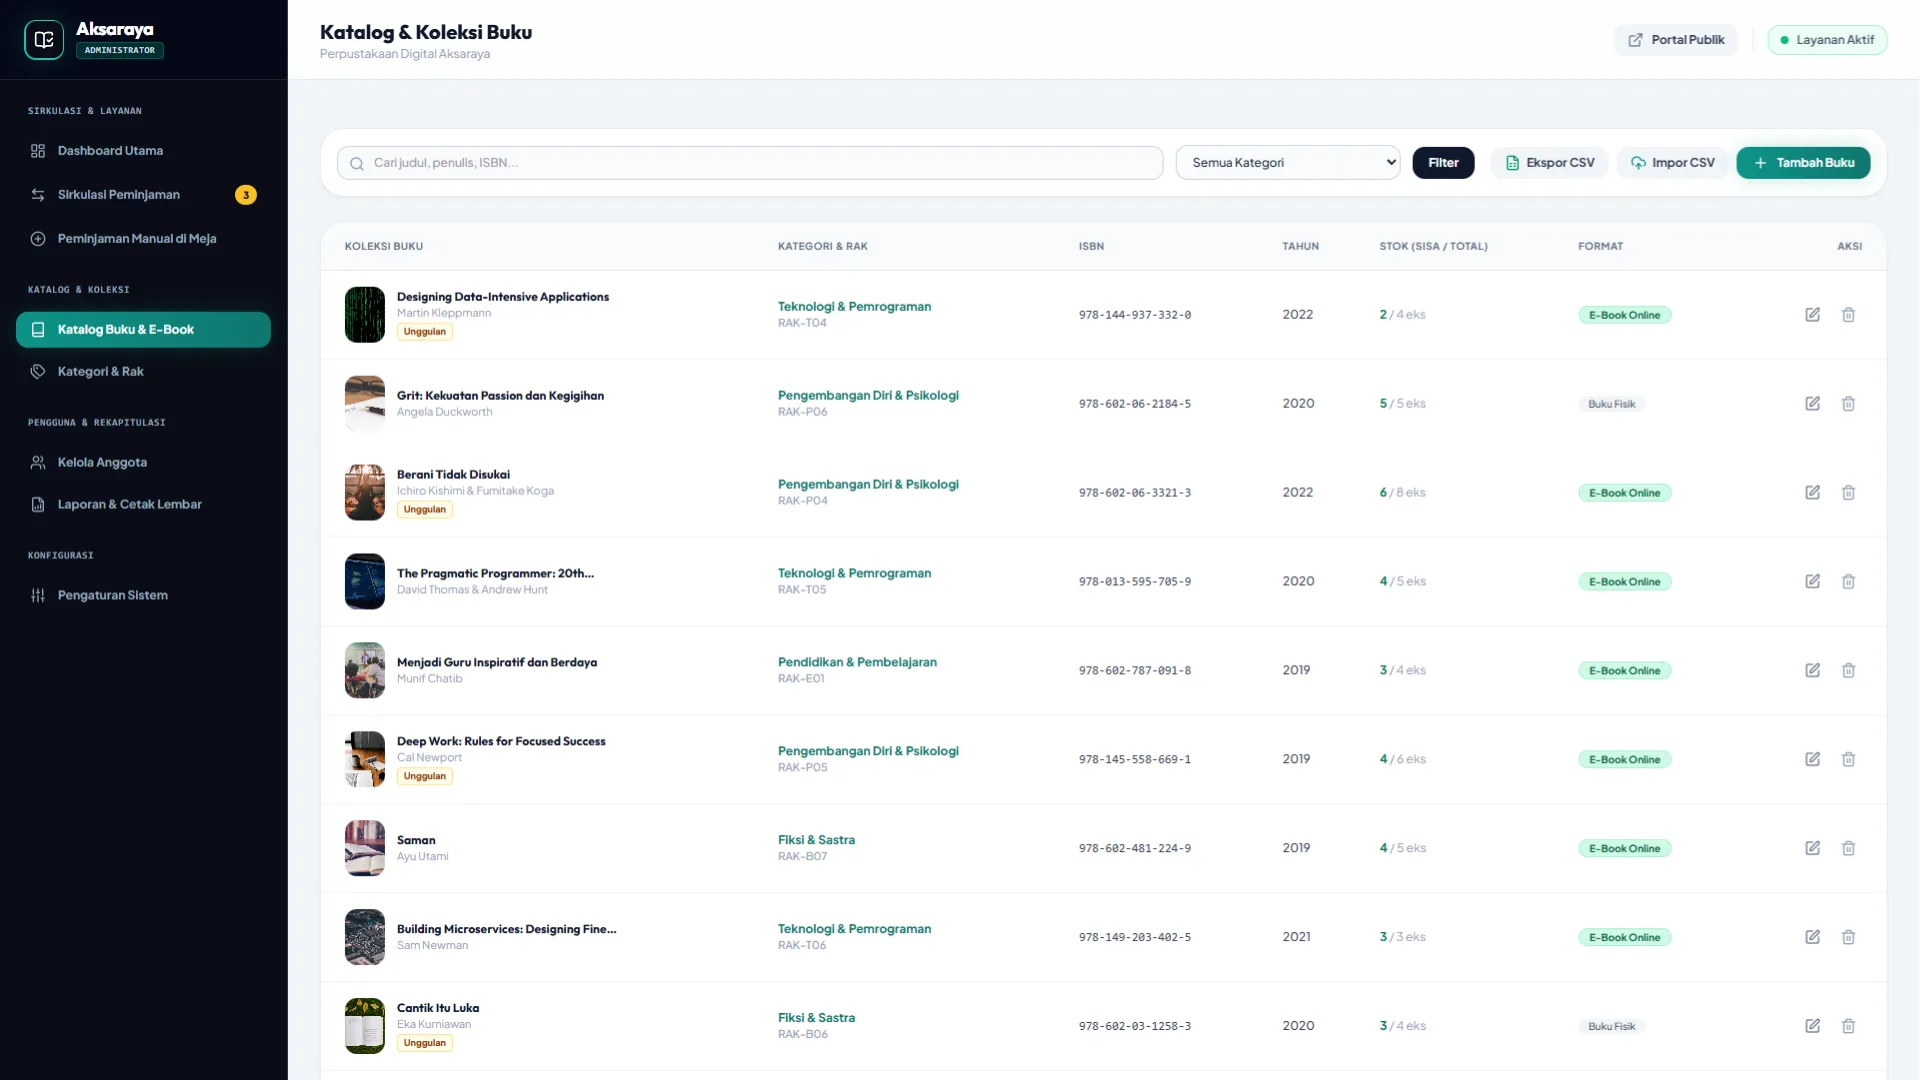 Aksaraya
ADMINISTRATOR
SIRKULASI & LAYANAN
Dashboard Utama
Sirkulasi Peminjaman
3
Peminjaman Manual di Meja
KATALOG & KOLEKSI
Katalog Buku & E-Book
Kategori & Rak
PENGGUNA & REKAPITULASI
Kelola Anggota
Laporan & Cetak Lembar
KONFIGURASI
Pengaturan Sistem
Katalog & Koleksi Buku
Perpustakaan Digital Aksaraya
Portal Publik
Layanan Aktif
Cari judul, penulis, ISBN...
Semua Kategori
Filter
Ekspor CSV
Impor CSV
Tambah Buku
KOLEKSI BUKU KATEGORI & RAK ISBN TAHUN STOK (SISA / TOTAL) FORMAT AKSI
Designing Data-Intensive Applications
Martin Kleppmann
Unggulan
Teknologi & Pemrograman
RAK-T04
978-144-937-332-0
2022
2 / 4 eks
E-Book Online
Grit: Kekuatan Passion dan Kegigihan
Angela Duckworth
Pengembangan Diri & Psikologi
RAK-P06
978-602-06-2184-5
2020
5 / 5 eks
Buku Fisik
Berani Tidak Disukai
Ichiro Kishimi & Fumitake Koga
Unggulan
Pengembangan Diri & Psikologi
RAK-P04
978-602-06-3321-3
2022
6 / 8 eks
E-Book Online
The Pragmatic Programmer: 20th...
David Thomas & Andrew Hunt
Teknologi & Pemrograman
RAK-T05
978-013-595-705-9
2020
4 / 5 eks
E-Book Online
Menjadi Guru Inspiratif dan Berdaya
Munif Chatib
Pendidikan & Pembelajaran
RAK-E01
978-602-787-091-8
2019
3 / 4 eks
E-Book Online
Deep Work: Rules for Focused Success
Cal Newport
Unggulan
Pengembangan Diri & Psikologi
RAK-P05
978-145-558-669-1
2019
4 / 6 eks
E-Book Online
Saman
Ayu Utami
Fiksi & Sastra
RAK-B07
978-602-481-224-9
2019
4 / 5 eks
E-Book Online
Building Microservices: Designing Fine...
Sam Newman
Teknologi & Pemrograman
RAK-T06
978-149-203-402-5
2021
3 / 3 eks
E-Book Online
Cantik Itu Luka
Eka Kurniawan
Unggulan
Fiksi & Sastra
RAK-B06
978-602-03-1258-3
2020
3 / 4 eks
Buku Fisik